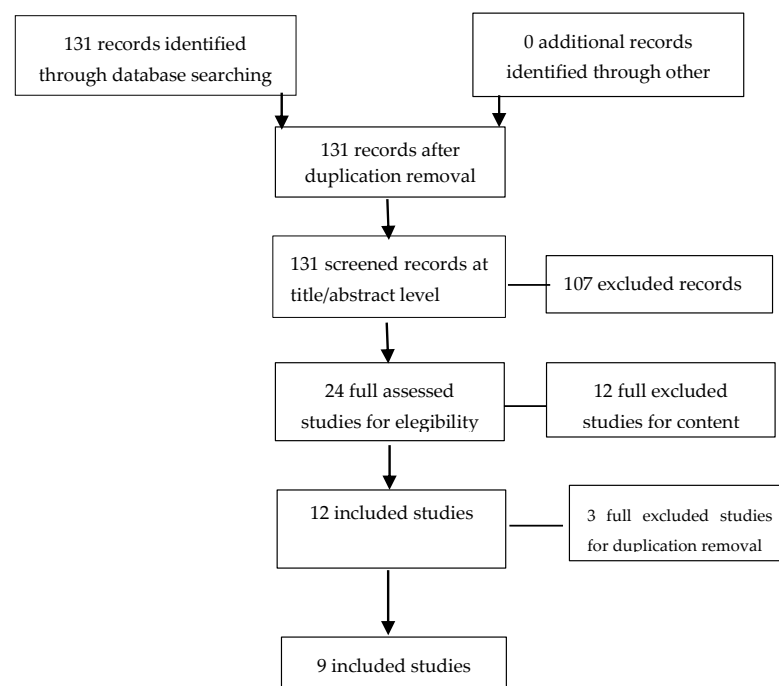 131 records identified
through database searching
0 additional records
identified through other
131 records after
duplication removal
131 screened records at
title/abstract level
107 excluded records
24 full assessed
studies for elegibility
12 full excluded
studies for content
12 included studies
3 full excluded studies
for duplication removal
9 included studies